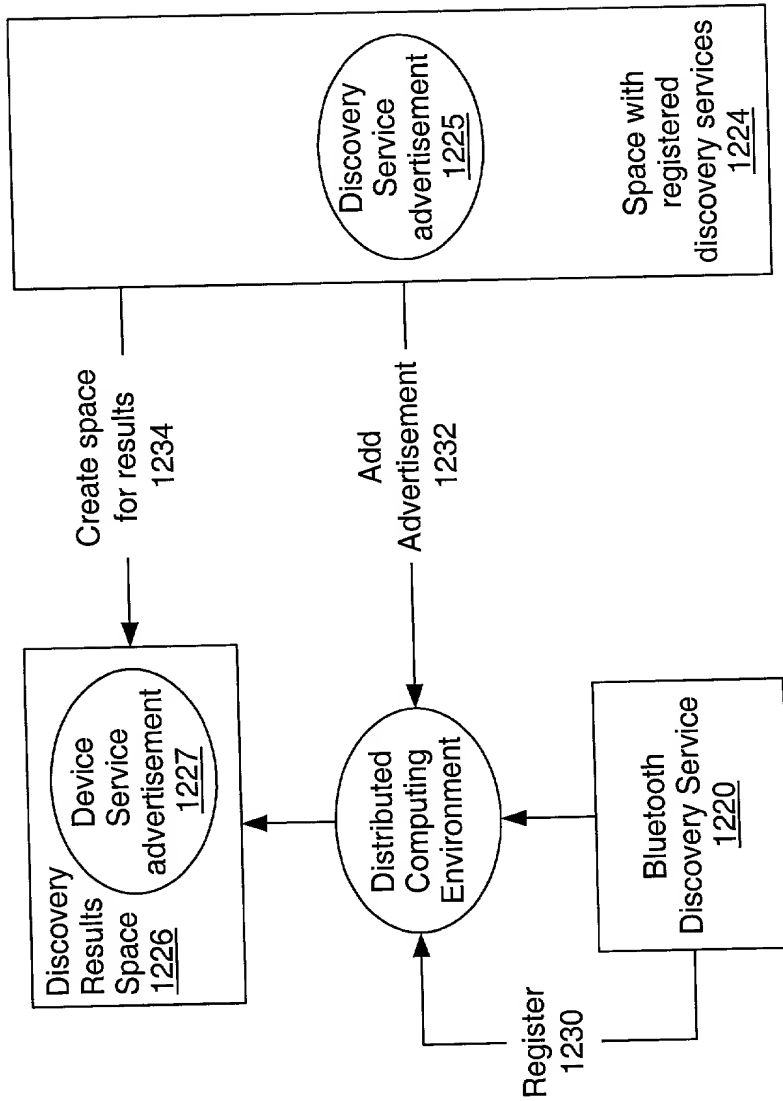 Discovery
Results
Space
1226
Device
Service
advertisement
1227
Create space
for results
1234
Discovery
Service
advertisement
1225
Space with
registered
discovery services
1224
Distributed
Computing
Environment
Add
Advertisement
1232
Register
1230
Bluetooth
Discovery Service
1220